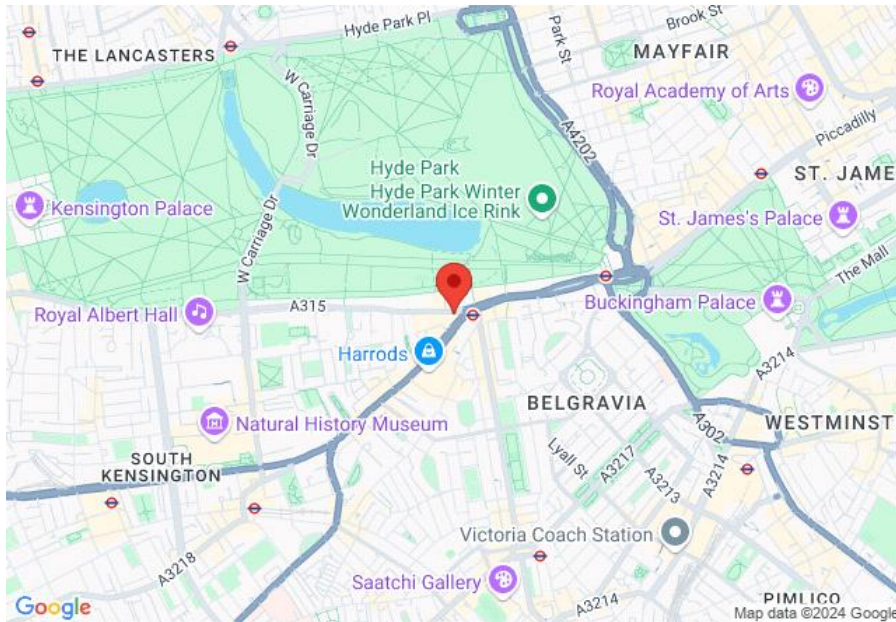 Hyde Park Pl
Park St
Brook St
THE LANCASTERS
MAYFAIR
Royal Academy of Arts
W Carriage Dr
A4202
Piccadilly
Hyde Park
Hyde Park Winter
Wonderland Ice Rink
ST. JAME
Kensington Palace
St. James's Palace
W Carriage Dr
The Mall
A315
Royal Albert Hall
Buckingham Palace
Harrods
A3214
BELGRAVIA
Natural History Museum
A302
WESTMINST
SOUTH
KENSINGTON
Lyall St
A3217
A3213
A3214
Victoria Coach Station
A3218
Saatchi Gallery
A3214
PIMLICO
Google
Map data ©2024 Google